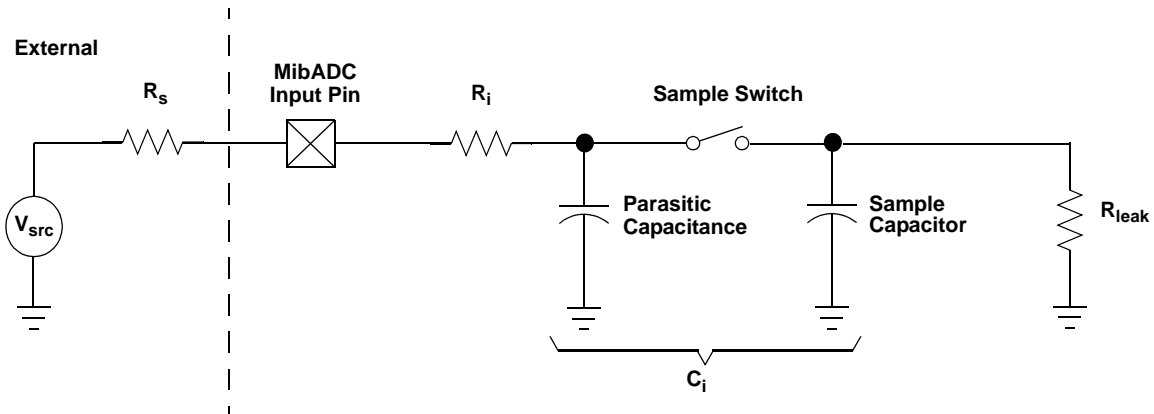 External
MibADC
Input Pin
Rs
Ri
Sample Switch
Vsrc
Parasitic
Capacitance
Sample
Capacitor
Rleak
Ci